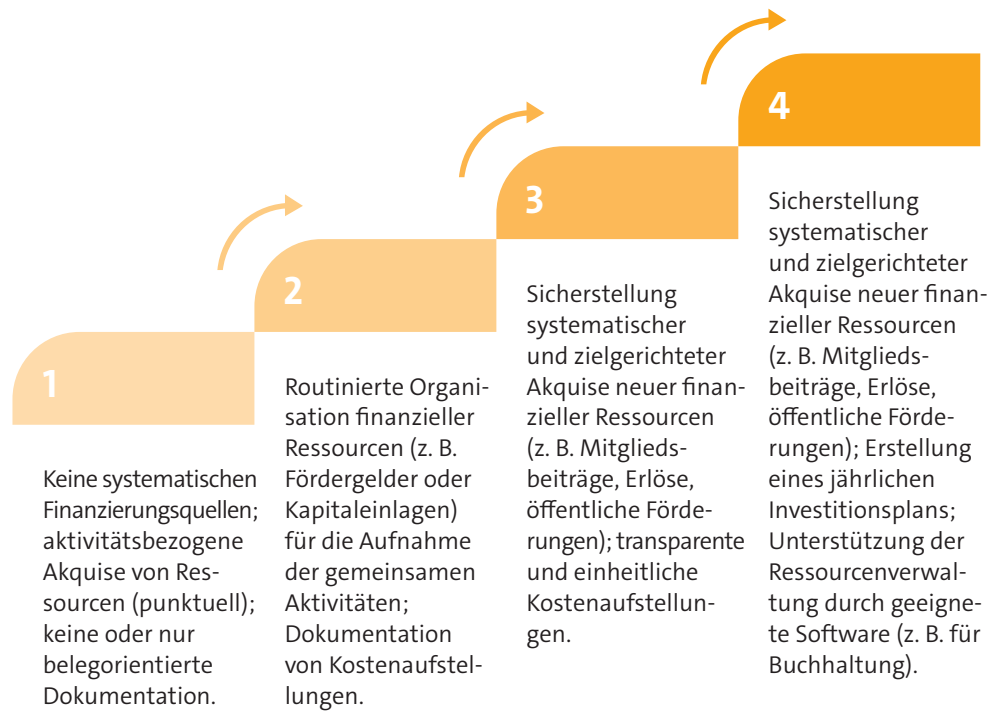 1
Keine systematischen
Finanzierungsquellen;
aktivitätsbezogene
Akquise von Res-
sourcen (punktuell);
keine oder nur
belegorientierte
Dokumentation.
2
Routinierte Organi-
sation finanzieller
Ressourcen (z. B.
Fördergelder oder
Kapitaleinlagen)
für die Aufnahme
der gemeinsamen
Aktivitäten;
Dokumentation
von Kostenaufstel-
lungen.
3
Sicherstellung
systematischer
und zielgerichteter
Akquise neuer finan-
zieller Ressourcen
(z. B. Mitglieds-
beiträge, Erlöse,
öffentliche Förde-
rungen); transparente
und einheitliche
Kostenaufstellun-
gen.
4
Sicherstellung
systematischer
und zielgerichteter
Akquise neuer finan-
zieller Ressourcen
(z. B. Mitglieds-
beiträge, Erlöse,
öffentliche Förde-
rungen); Erstellung
eines jährlichen
Investitionsplans;
Unterstützung der
Ressourcenverwal-
tung durch geeigne-
te Software (z. B. für
Buchhaltung).